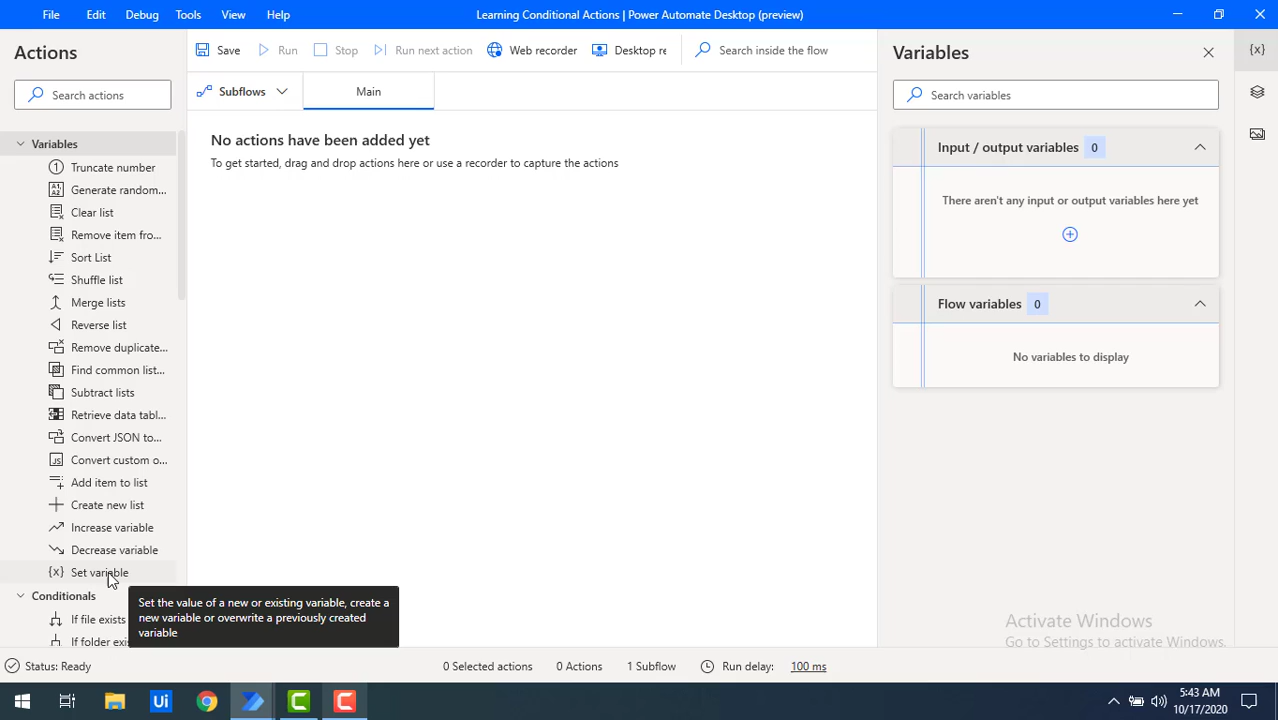 File Edit Debug Tools View Help
Learning Conditional Actions | Power Automate Desktop (preview)
Actions
Search actions
Variables
Truncate number
Generate random...
Clear list
Remove item fro...
Sort List
Shuffle list
Merge lists
Reverse list
Remove duplicate...
Find common list...
Subtract lists
Retrieve data tabl...
Convert JSON to...
Convert custom o...
Add item to list
Create new list
Increase variable
Decrease variable
{x} Set variable
Conditionals
If file exists
If folder exis
Set the value of a new or existing variable, create a
new variable or overwrite a previously created
variable
Save Run Stop Run next action Web recorder Desktop re
Search inside the flow
Subflows Main
No actions have been added yet
To get started, drag and drop actions here or use a recorder to capture the actions
Variables
{x}
Search variables
Input / output variables 0
There aren't any input or output variables here yet
Flow variables 0
No variables to display
Activate Windows
Go to Settings to activate Windows.
Status: Ready 0 Selected actions 0 Actions 1 Subflow Run delay: 100 ms
Ui
5:43 AM
10/17/2020